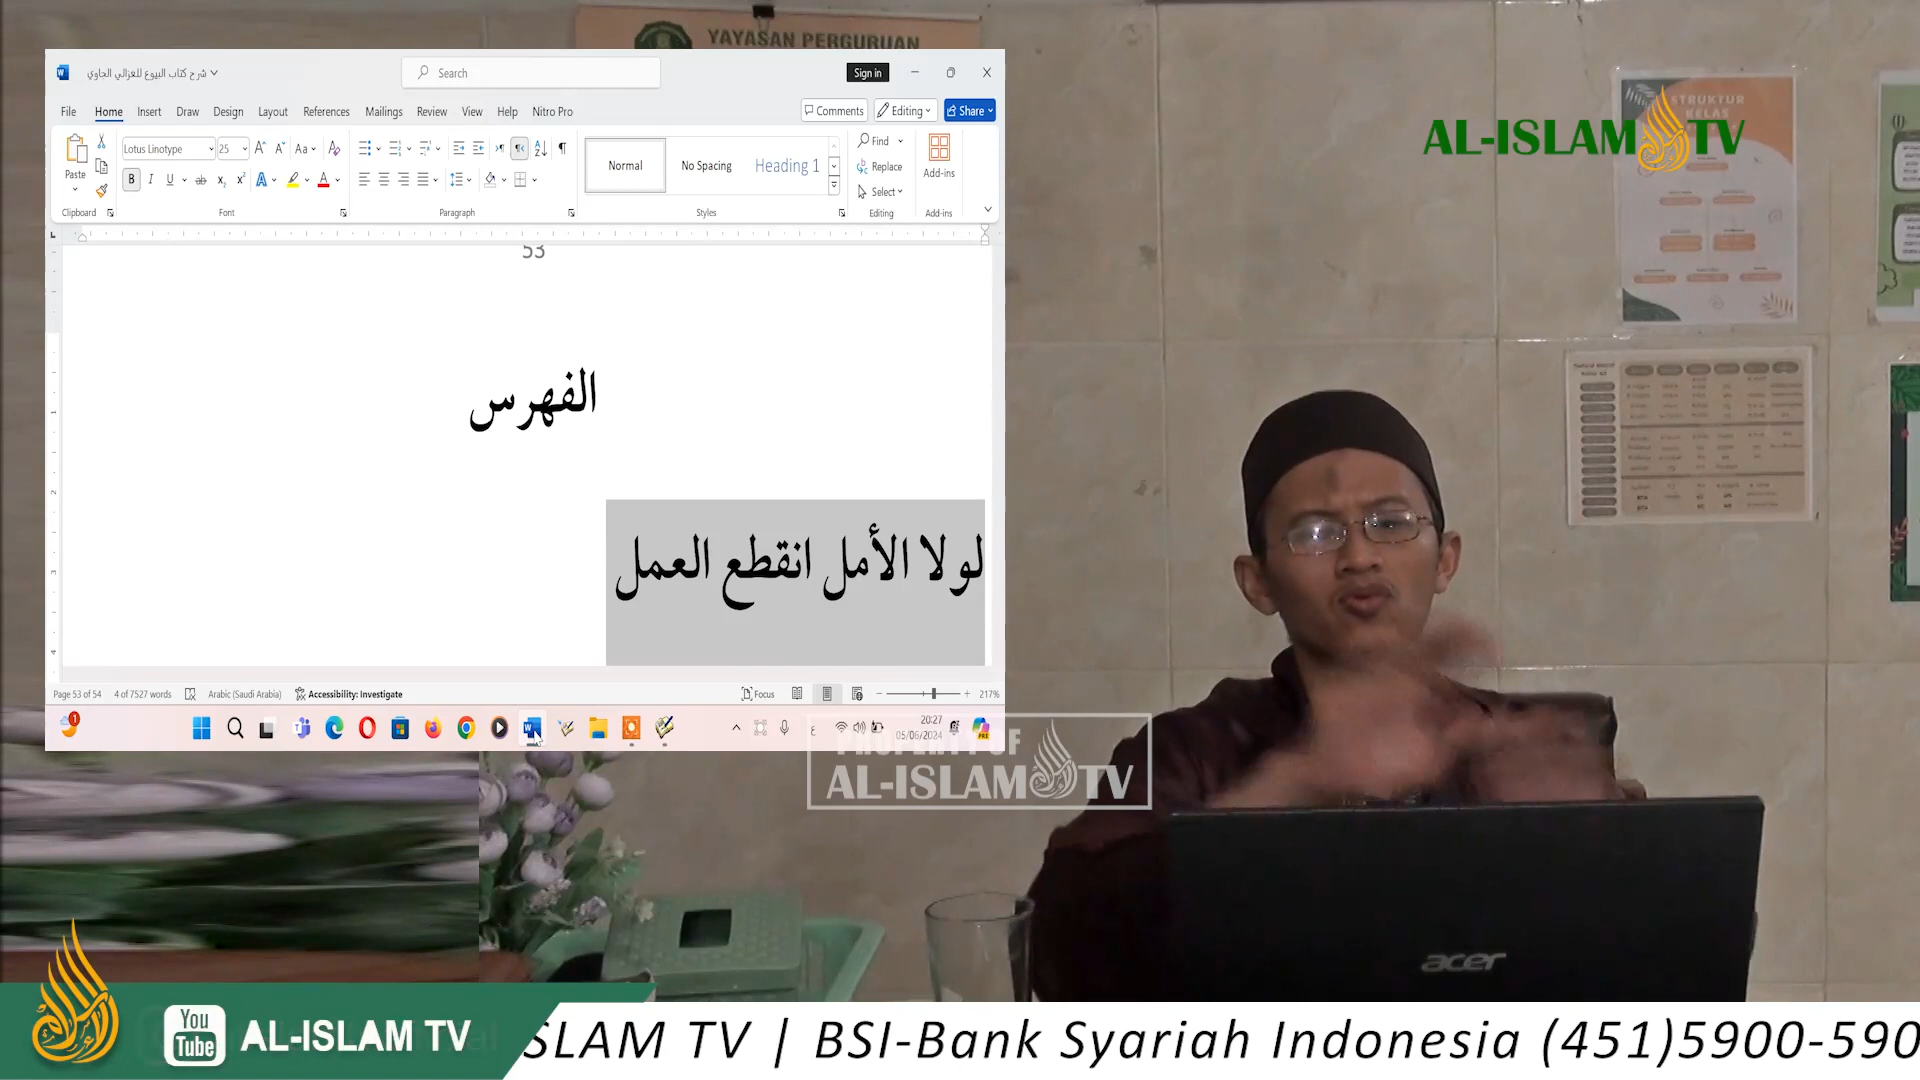 YAYASAN PERGURUAN
شرح كتاب البيوع للغزالي الجاوي
Search
Sign in
File Home Insert Draw Design Layout References Mailings Review View Help Nitro Pro
Comments Editing Share
Lotus Linotype 25
Paste
Normal
No Spacing
Heading 1
Find
Replace
Select
Add-ins
Clipboard Font Paragraph Styles Editing Add-ins
53
الفهرس
لولا الأمل انقطع العمل
Page 53 of 54 4 of 7527 words Arabic (Saudi Arabia) Accessibility: Investigate Focus 217%
20:27
05/06/2024
STRUKTUR
KELAS
AL-ISLAM TV
PROPERTY OF
AL-ISLAM TV
acer
You
Tube
AL-ISLAM TV
SLAM TV | BSI-Bank Syariah Indonesia (451)5900-590